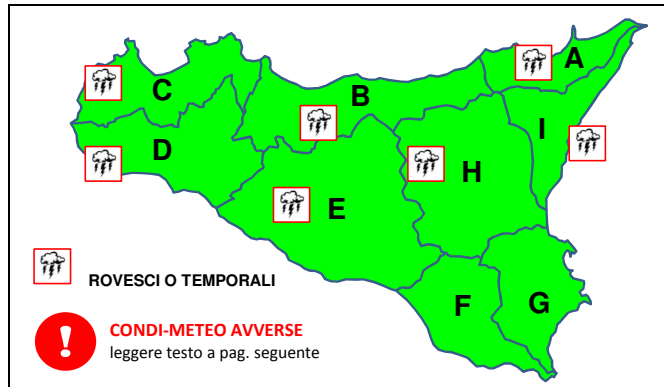 A
B
C
I
D
H
E
F
G
ROVESCI O TEMPORALI
CONDI-METEO AVVERSE
leggere testo a pag. seguente